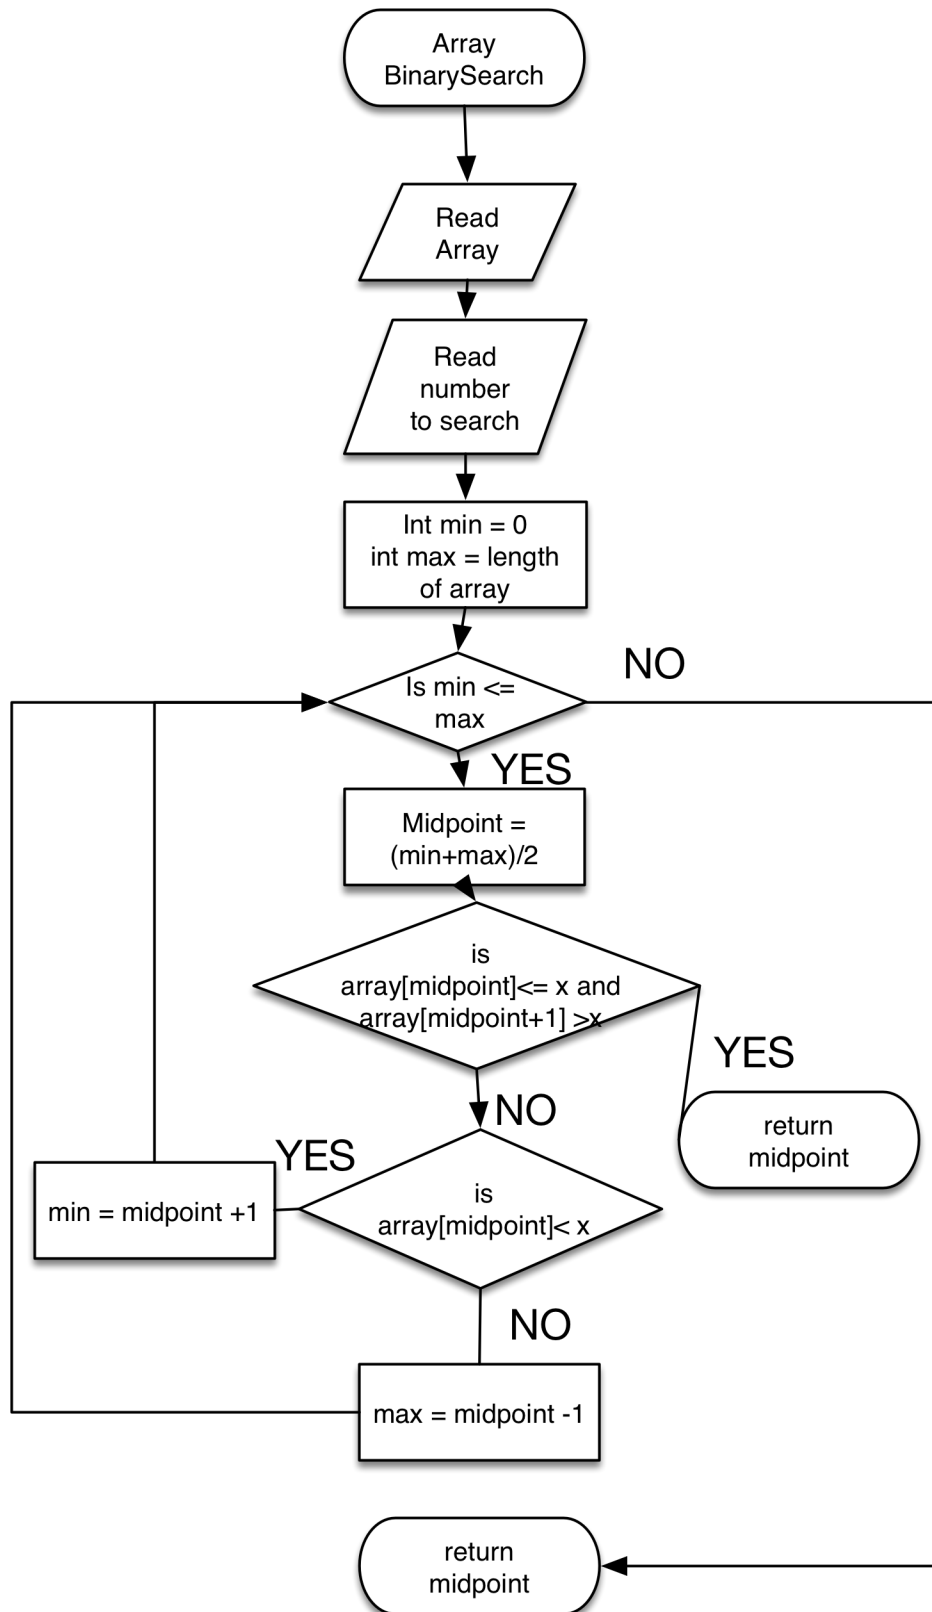 Array
BinarySearch
Read
Array
Read
number
to search
Int min = 0
int max = length
of array
Is min <=
max
NO
YES
Midpoint =
(min+max)/2
is
array[midpoint]<= x and
array[midpoint+1] >x
YES
return
midpoint
NO
YES
min = midpoint +1
is
array[midpoint]< x
NO
max = midpoint -1
return
midpoint